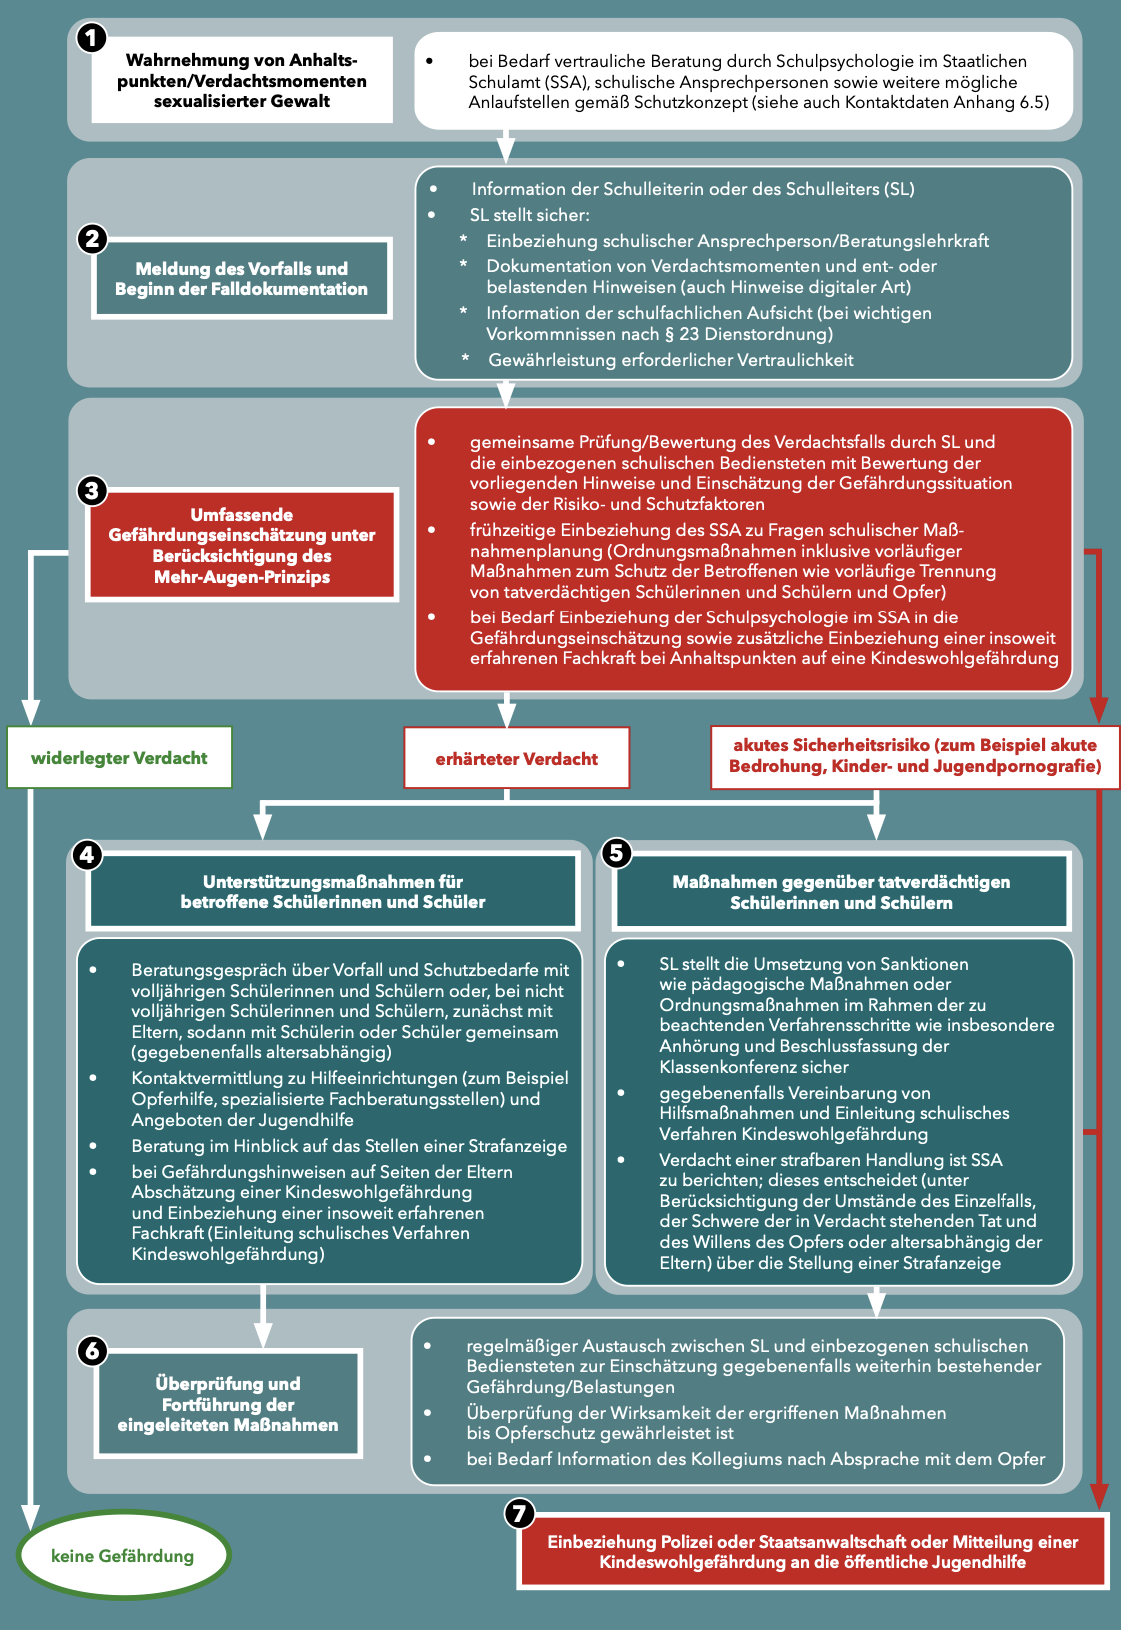 1
Wahrnehmung von Anhalts-
punkten/Verdachtsmomenten
sexualisierter Gewalt
• bei Bedarf vertrauliche Beratung durch Schulpsychologie im Staatlichen
Schulamt (SSA), schulische Ansprechpersonen sowie weitere mögliche
Anlaufstellen gemäß Schutzkonzept (siehe auch Kontaktdaten Anhang 6.5)
2
Meldung des Vorfalls und
Beginn der Falldokumentation
• Information der Schulleiterin oder des Schulleiters (SL)
• SL stellt sicher:
* Einbeziehung schulischer Ansprechperson/Beratungslehrkraft
* Dokumentation von Verdachtsmomenten und ent- oder
belastenden Hinweisen (auch Hinweise digitaler Art)
* Information der schulfachlichen Aufsicht (bei wichtigen
Vorkommnissen nach § 23 Dienstordnung)
* Gewährleistung erforderlicher Vertraulichkeit
3
Umfassende
Gefährdungseinschätzung unter
Berücksichtigung des
Mehr-Augen-Prinzips
• gemeinsame Prüfung/Bewertung des Verdachtsfalls durch SL und
die einbezogenen schulischen Bediensteten mit Bewertung der
vorliegenden Hinweise und Einschätzung der Gefährdungssituation
sowie der Risiko- und Schutzfaktoren
• frühzeitige Einbeziehung des SSA zu Fragen schulischer Maß-
nahmenplanung (Ordnungsmaßnahmen inklusive vorläufiger
Maßnahmen zum Schutz der Betroffenen wie vorläufige Trennung
von tatverdächtigen Schülerinnen und Schülern und Opfer)
• bei Bedarf Einbeziehung der Schulpsychologie im SSA in die
Gefährdungseinschätzung sowie zusätzliche Einbeziehung einer insoweit
erfahrenen Fachkraft bei Anhaltspunkten auf eine Kindeswohlgefährdung
widerlegter Verdacht
erhärteter Verdacht
akutes Sicherheitsrisiko (zum Beispiel akute
Bedrohung, Kinder- und Jugendpornografie)
4
Unterstützungsmaßnahmen für
betroffene Schülerinnen und Schüler
• Beratungsgespräch über Vorfall und Schutzbedarfe mit
volljährigen Schülerinnen und Schülern oder, bei nicht
volljährigen Schülerinnen und Schülern, zunächst mit
Eltern, sodann mit Schülerin oder Schüler gemeinsam
(gegebenenfalls altersabhängig)
• Kontaktvermittlung zu Hilfeeinrichtungen (zum Beispiel
Opferhilfe, spezialisierte Fachberatungsstellen) und
Angeboten der Jugendhilfe
• Beratung im Hinblick auf das Stellen einer Strafanzeige
• bei Gefährdungshinweisen auf Seiten der Eltern
Abschätzung einer Kindeswohlgefährdung
und Einbeziehung einer insoweit erfahrenen
Fachkraft (Einleitung schulisches Verfahren
Kindeswohlgefährdung)
5
Maßnahmen gegenüber tatverdächtigen
Schülerinnen und Schülern
• SL stellt die Umsetzung von Sanktionen
wie pädagogische Maßnahmen oder
Ordnungsmaßnahmen im Rahmen der zu
beachtenden Verfahrensschritte wie insbesondere
Anhörung und Beschlussfassung der
Klassenkonferenz sicher
• gegebenenfalls Vereinbarung von
Hilfsmaßnahmen und Einleitung schulisches
Verfahren Kindeswohlgefährdung
• Verdacht einer strafbaren Handlung ist SSA
zu berichten; dieses entscheidet (unter
Berücksichtigung der Umstände des Einzelfalls,
der Schwere der in Verdacht stehenden Tat und
des Willens des Opfers oder altersabhängig der
Eltern) über die Stellung einer Strafanzeige
6
Überprüfung und
Fortführung der
eingeleiteten Maßnahmen
• regelmäßiger Austausch zwischen SL und einbezogenen schulischen
Bediensteten zur Einschätzung gegebenenfalls weiterhin bestehender
Gefährdung/Belastungen
• Überprüfung der Wirksamkeit der ergriffenen Maßnahmen
bis Opferschutz gewährleistet ist
• bei Bedarf Information des Kollegiums nach Absprache mit dem Opfer
keine Gefährdung
7
Einbeziehung Polizei oder Staatsanwaltschaft oder Mitteilung einer
Kindeswohlgefährdung an die öffentliche Jugendhilfe